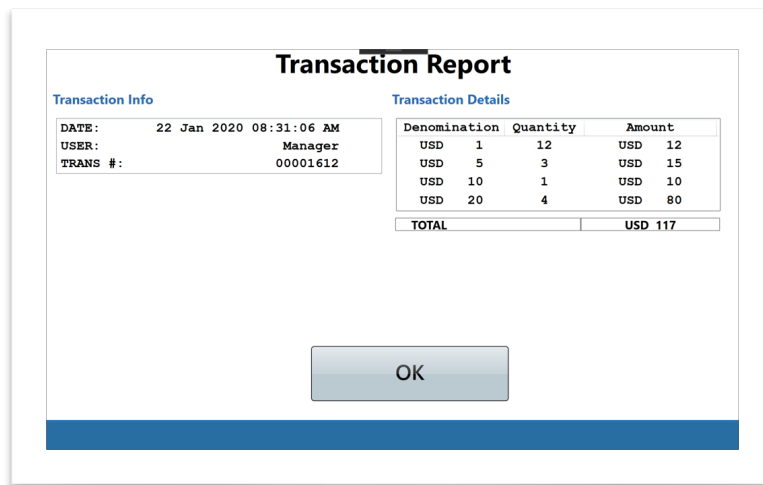 Transaction Report
Transaction Info
DATE: 22 Jan 2020 08:31:06 AM
USER: Manager
TRANS #: 00001612
Transaction Details
Denomination Quantity Amount
USD 1 12 USD 12
USD 5 3 USD 15
USD 10 1 USD 10
USD 20 4 USD 80
TOTAL USD 117
OK